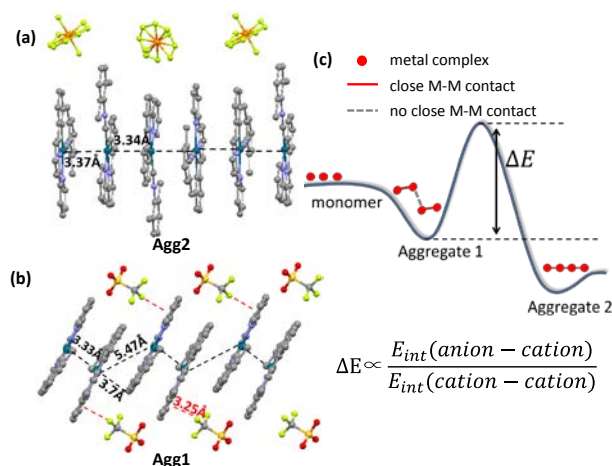 (a)
3.34Å
3.37Å
Agg2
(b)
3.33Å
5.47Å
3.7Å
3.25Å
Agg1
(c)
metal complex
close M-M contact
no close M-M contact
ΔE
monomer
Aggregate 1
Aggregate 2
ΔE ∝ E_int(anion − cation) / E_int(cation − cation)